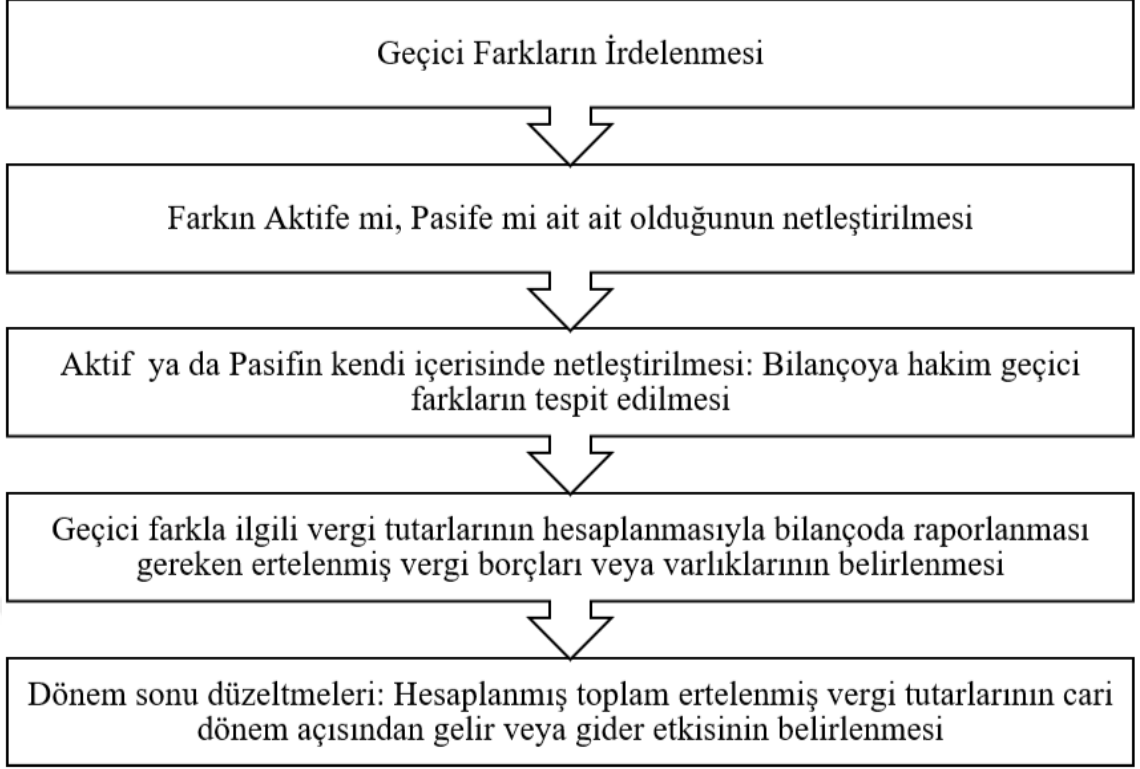 Geçici Farkların İrdelenmesi
Farkın Aktife mi, Pasife mi ait ait olduğunun netleştirilmesi
Aktif  ya da Pasifin kendi içerisinde netleştirilmesi: Bilançoya hakim geçici
farkların tespit edilmesi
Geçici farkla ilgili vergi tutarlarının hesaplanmasıyla bilançoda raporlanması
gereken ertelenmiş vergi borçları veya varlıklarının belirlenmesi
Dönem sonu düzeltmeleri: Hesaplanmış toplam ertelenmiş vergi tutarlarının cari
dönem açısından gelir veya gider etkisinin belirlenmesi